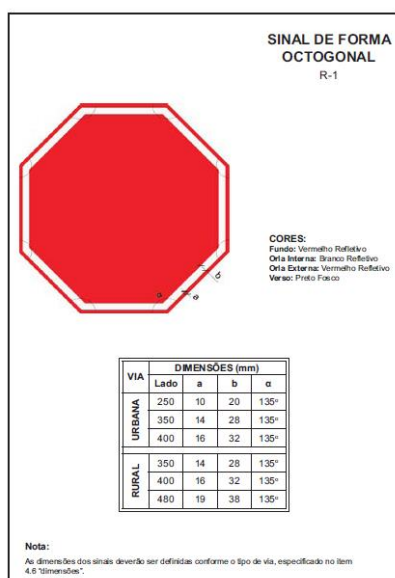 SINAL DE FORMA
OCTOGONAL
R-1
b
a
α
CORES:
Fundo: Vermelho Refletivo
Orla Interna: Branco Refletivo
Orla Externa: Vermelho Refletivo
Verso: Preto Fosco
VIA DIMENSÕES (mm)
Lado a b α
URBANA
250 10 20 135º
350 14 28 135º
400 16 32 135º
RURAL
350 14 28 135º
400 16 32 135º
480 19 38 135º
Nota:
As dimensões dos sinais deverão ser definidas conforme o tipo de via, especificado no item
4.6 "dimensões".